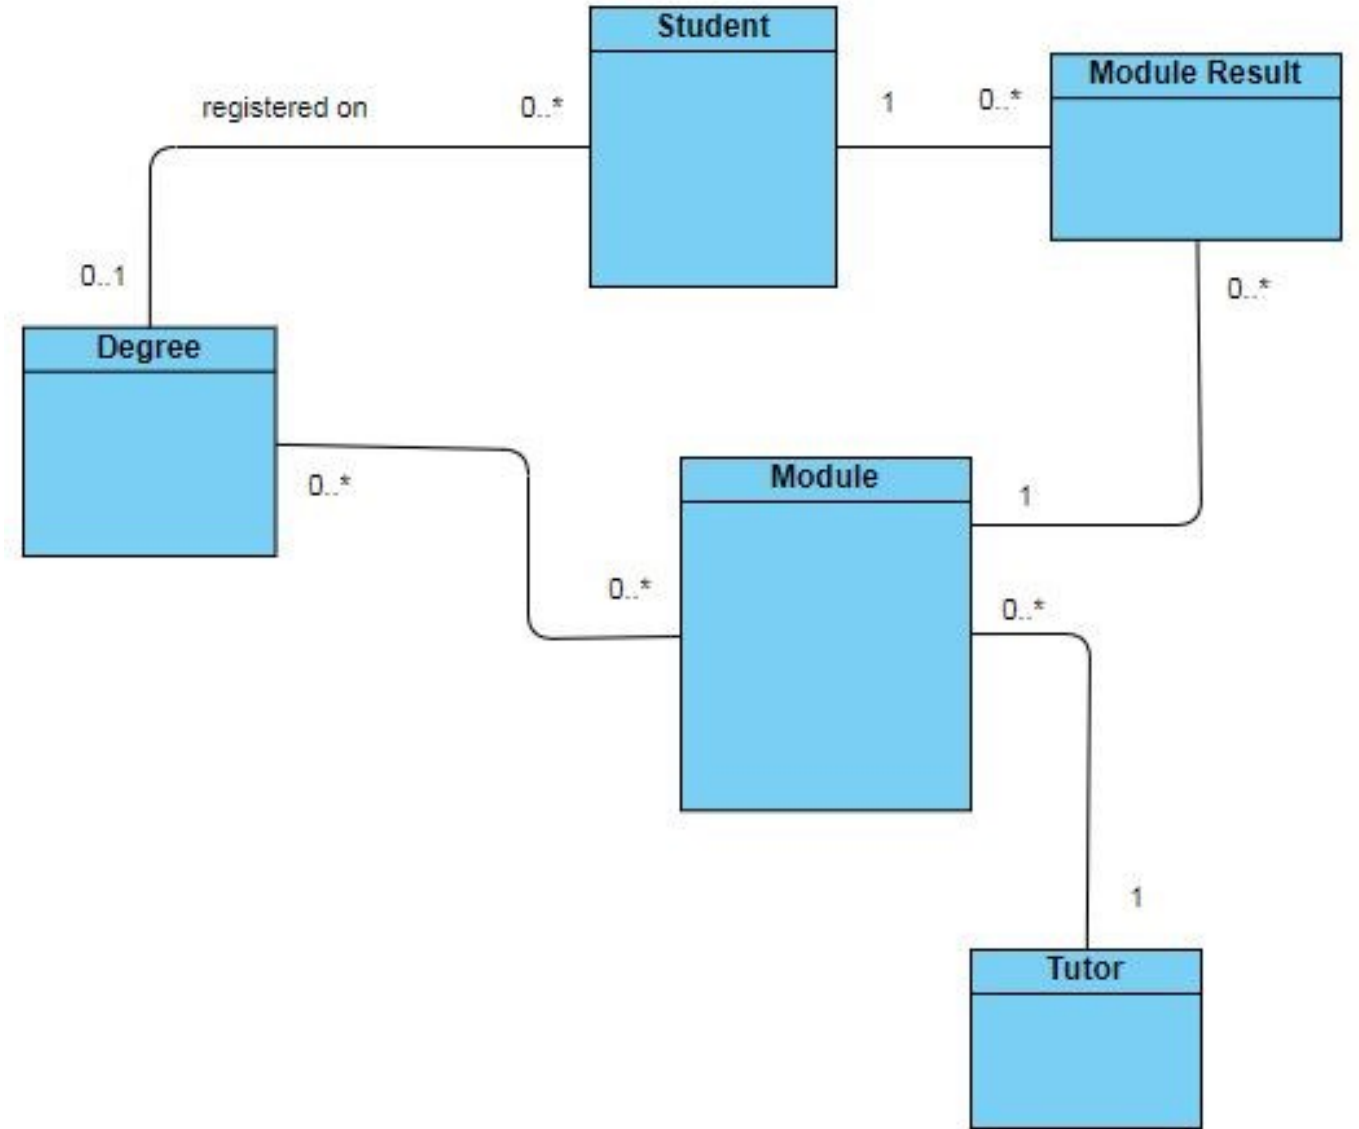 Student
Module Result
registered on
0..*
1
0..*
0..1
0..*
Degree
Module
0..*
1
0..*
0..*
1
Tutor